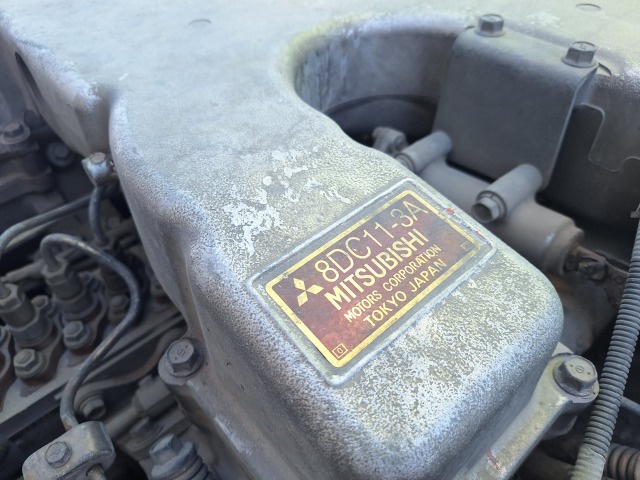 8DC11-3A
MITSUBISHI
MOTORS CORPORATION
TOKYO JAPAN